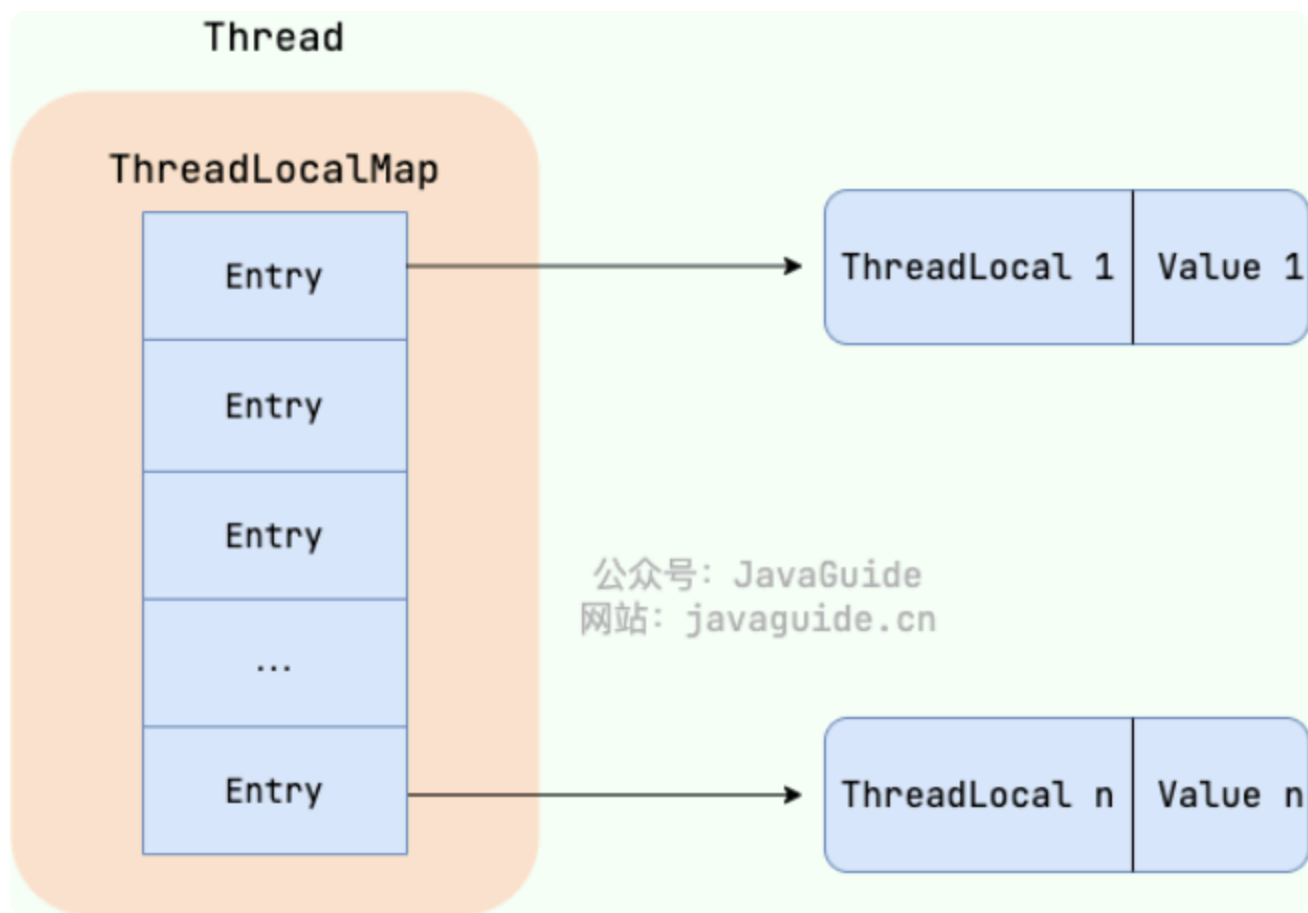 Thread
ThreadLocalMap
Entry
ThreadLocal 1 Value 1
Entry
Entry
公众号：JavaGuide
网站：javaguide.cn
...
Entry
ThreadLocal n Value n